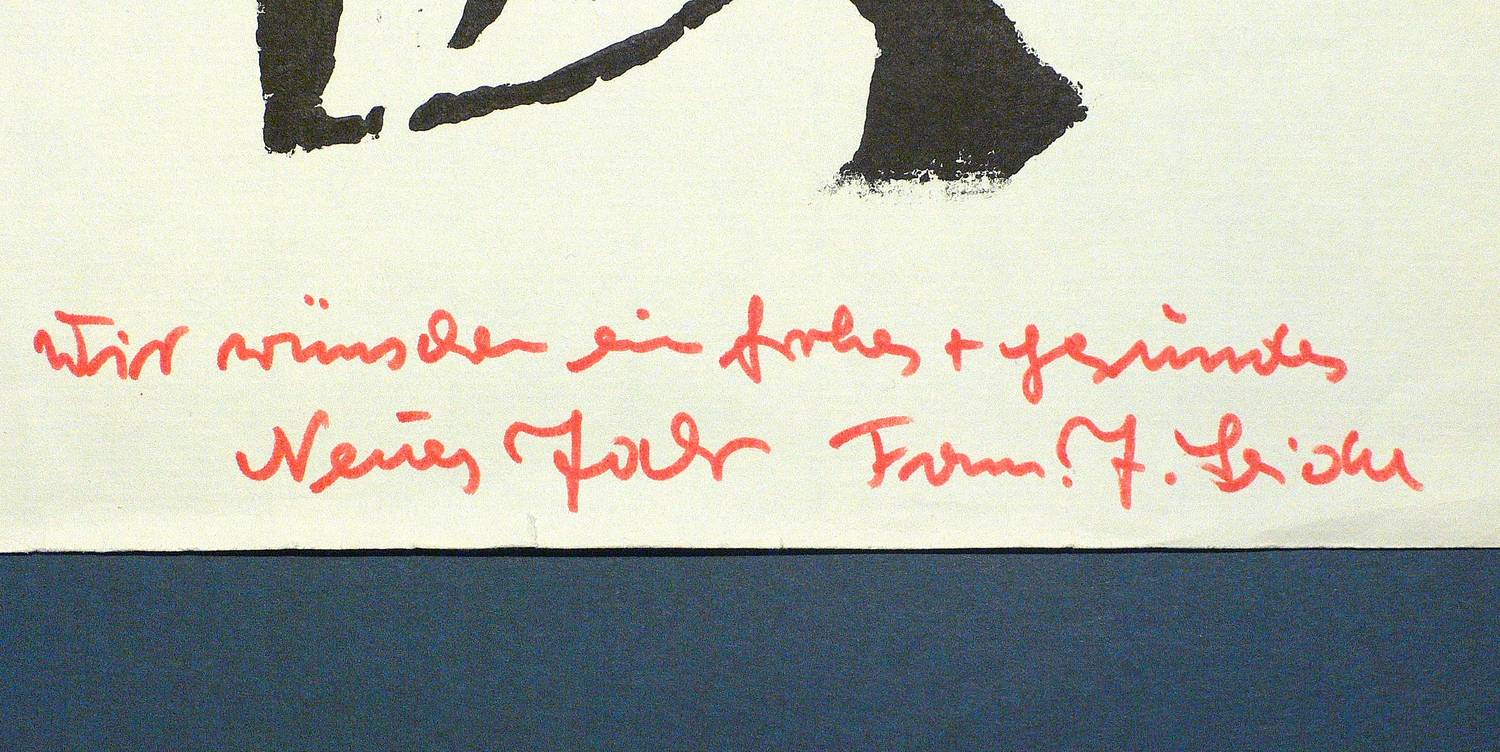 Wir wünschen ein frohes + gesundes
Neues Jahr Fam. J.